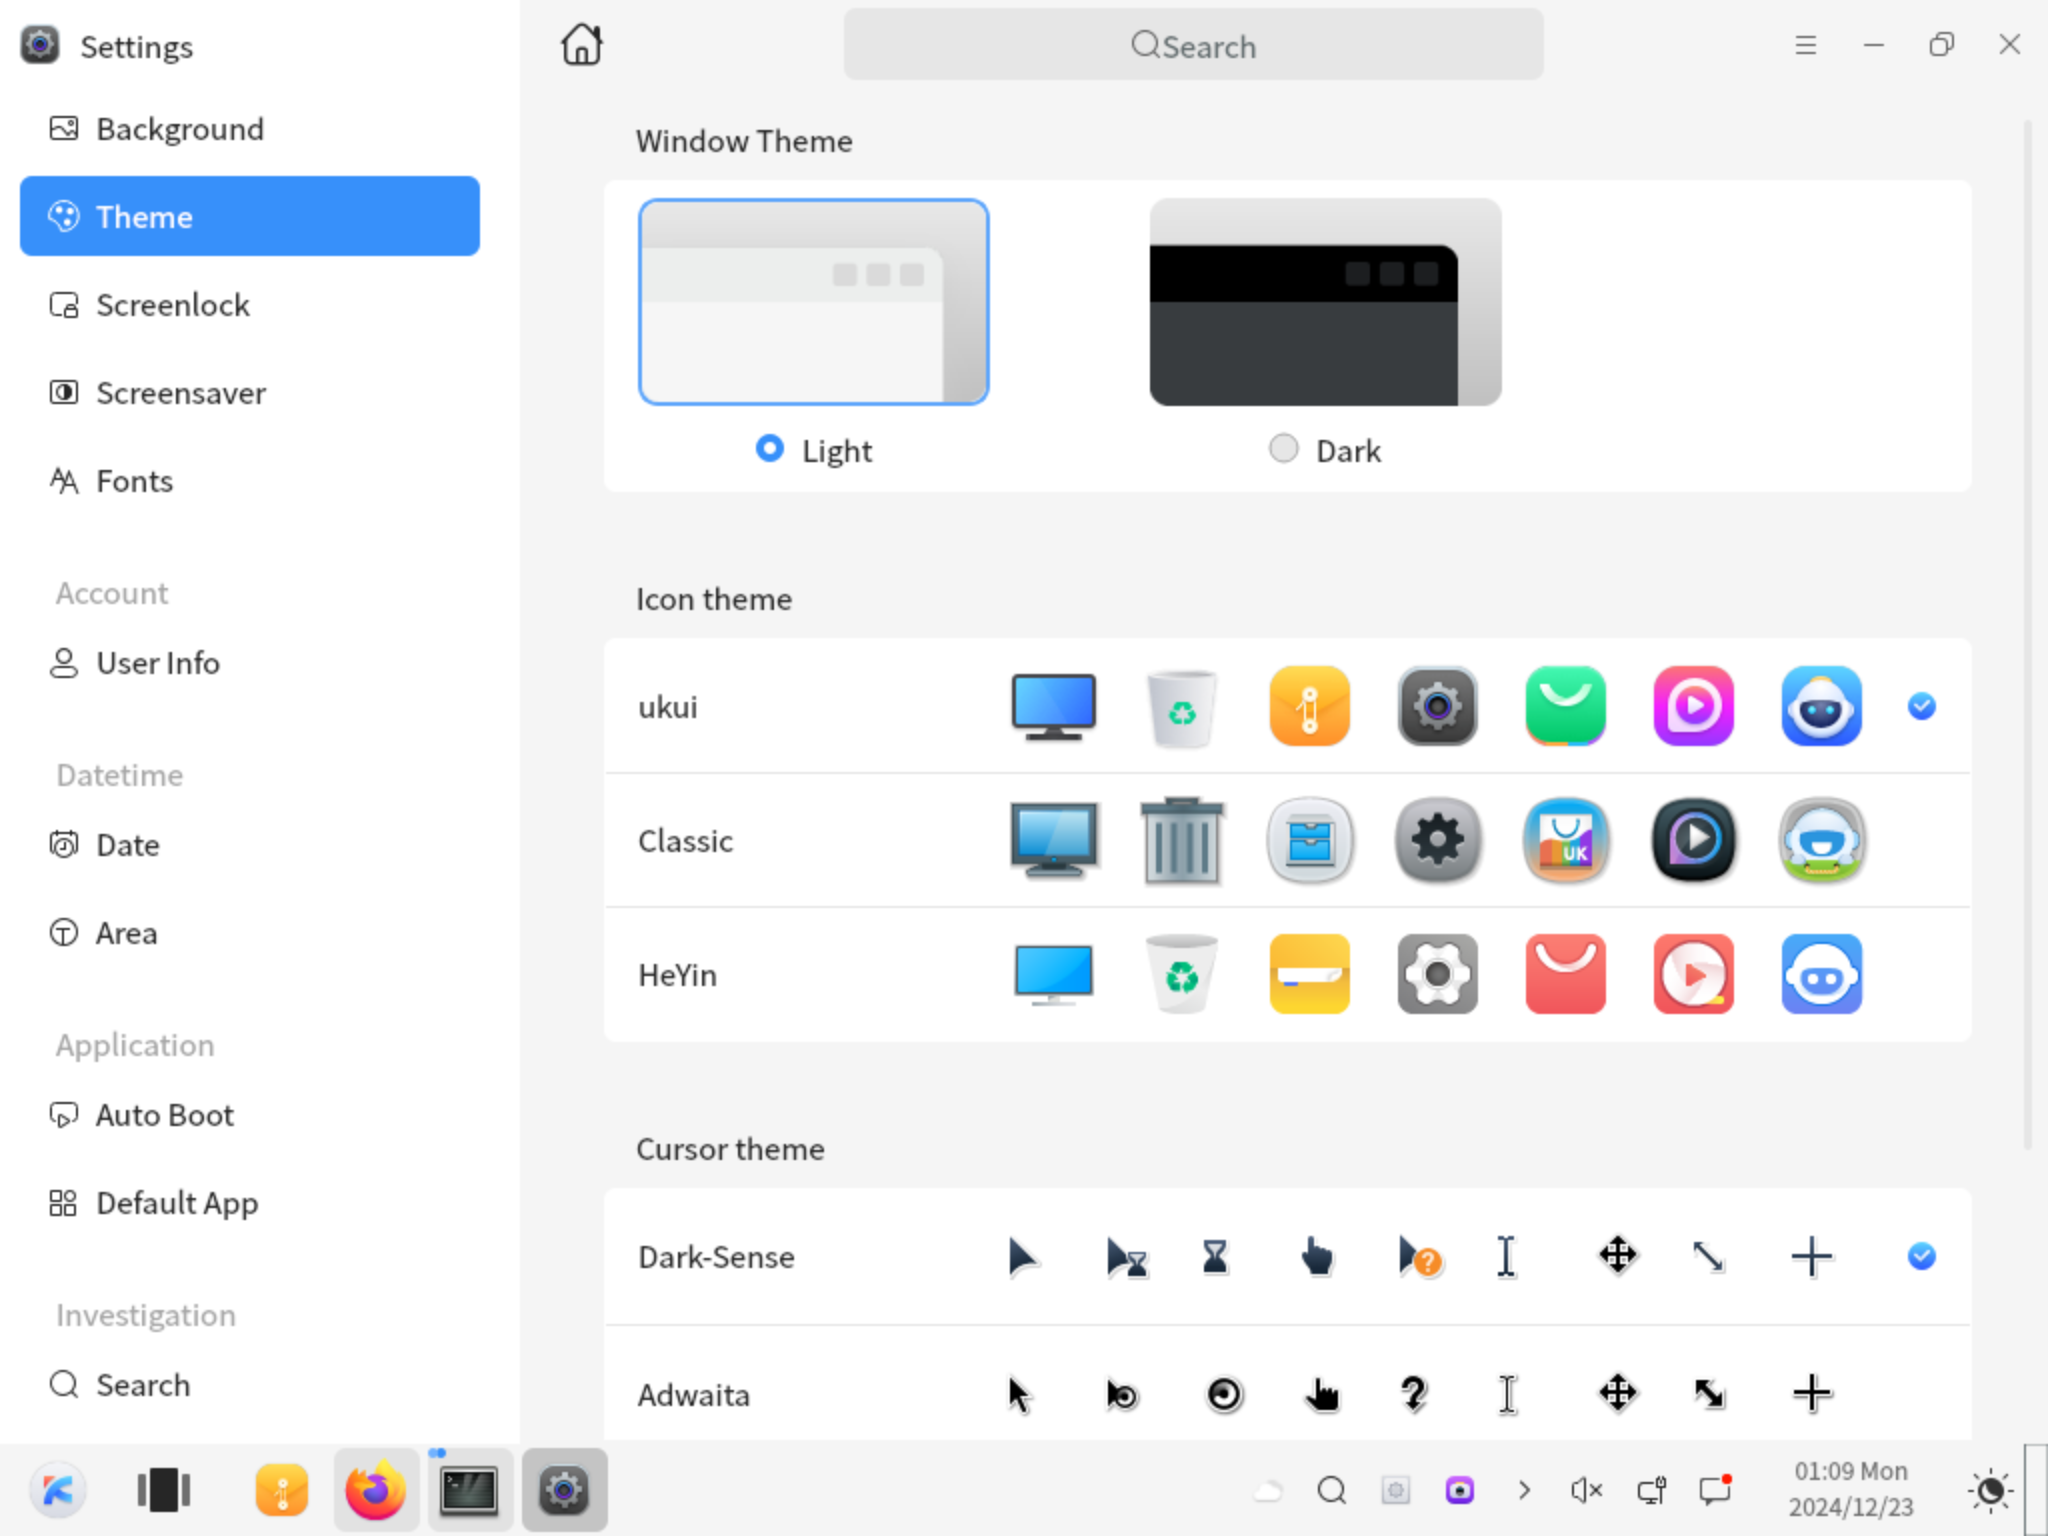 Settings
Search
Background
Theme
Screenlock
Screensaver
Fonts
Account
User Info
Datetime
Date
Area
Application
Auto Boot
Default App
Investigation
Search
Window Theme
Light
Dark
Icon theme
ukui
Classic
UK
HeYin
Cursor theme
Dark-Sense
Adwaita
01:09 Mon
2024/12/23